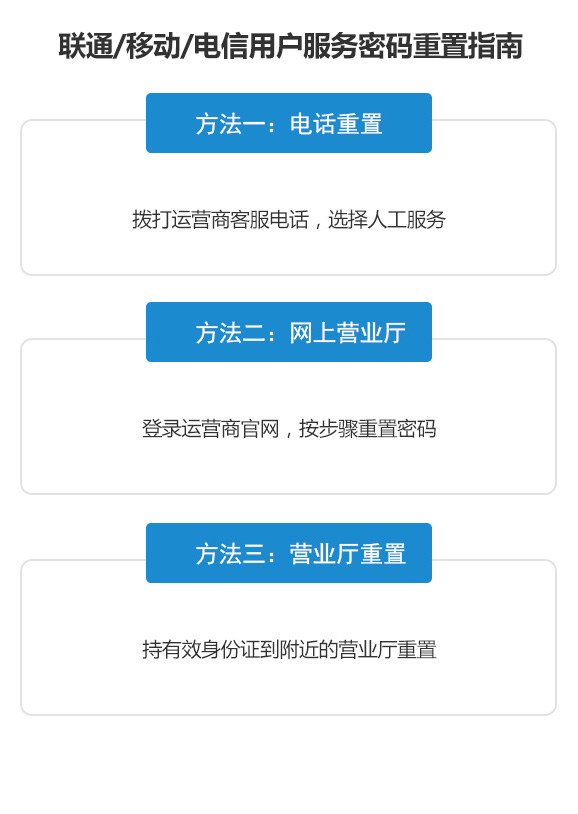 联通/移动/电信用户服务密码重置指南
方法一：电话重置
拨打运营商客服电话，选择人工服务
方法二：网上营业厅
登录运营商官网，按步骤重置密码
方法三：营业厅重置
持有效身份证到附近的营业厅重置